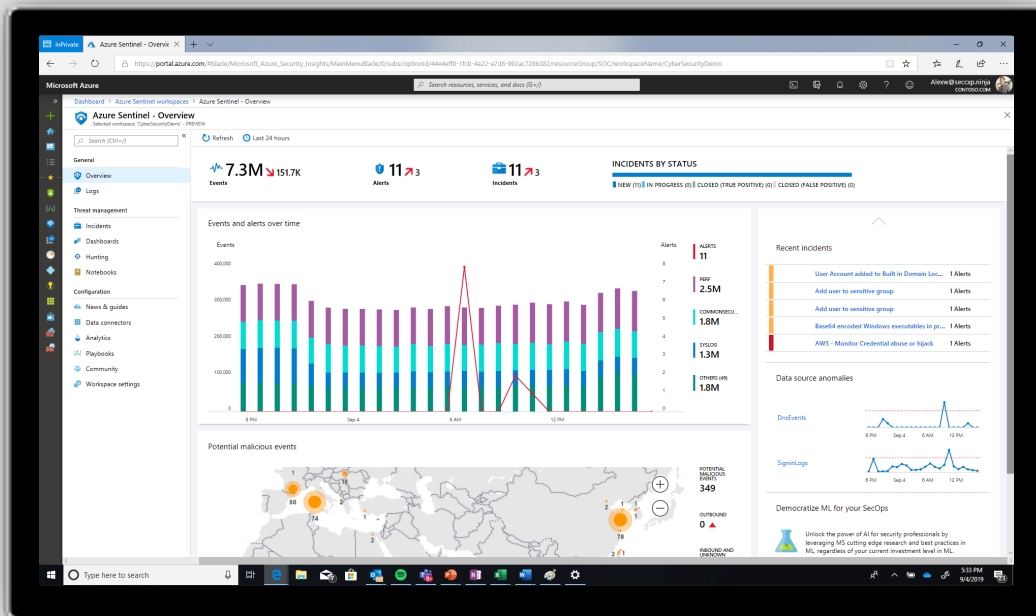 InPrivate
Azure Sentinel - Overvie
https://portal.azure.com/#blade/Microsoft_Azure_Security_Insights/MainMenuBlade/0/subscriptionId/44e4eff8-1fcb-4a22-a7d6-992ac7286382/resourceGroup/SOC/workspaceName/CyberSecurityDemo
Microsoft Azure
Search resources, services, and docs (G+/)
Alexw@seccxp.ninja
CONTOSO.COM
Dashboard > Azure Sentinel workspaces > Azure Sentinel - Overview
Azure Sentinel - Overview
Selected workspace: 'CyberSecurityDemo' - PREVIEW
Search (Ctrl+/)
Refresh
Last 24 hours
General
Overview
Logs
Threat management
Incidents
Dashboards
Hunting
Notebooks
Configuration
News & guides
Data connectors
Analytics
Playbooks
Community
Workspace settings
7.3M 151.7K
Events
11 3
Alerts
11 3
Incidents
INCIDENTS BY STATUS
NEW (11) IN PROGRESS (0) CLOSED (TRUE POSITIVE) (0) CLOSED (FALSE POSITIVE) (0)
Events and alerts over time
Events
Alerts
400,000
300,000
200,000
100,000
0
8
7
6
5
4
3
2
1
0
6 PM
Sep 4
6 AM
12 PM
ALERTS
11
PERF
2.5M
COMMONSECU...
1.8M
SYSLOG
1.3M
OTHERS (49)
1.8M
Recent incidents
User Account added to Built in Domain Loc... 1 Alerts
Add user to sensitive group 1 Alerts
Add user to sensitive group 1 Alerts
Base64 encoded Windows executables in pr... 1 Alerts
AWS - Monitor Credential abuse or hijack 1 Alerts
Data source anomalies
DnsEvents
6 PM Sep 4 6 AM 12 PM
SigninLogs
6 PM Sep 4 6 AM 12 PM
Potential malicious events
1
16
50
2
74
1
2
2
1
1
78
2
POTENTIAL
MALICIOUS
EVENTS
349
OUTBOUND
0
INBOUND AND
UNKNOWN
Democratize ML for your SecOps
Unlock the power of AI for security professionals by
leveraging MS cutting edge research and best practices in
ML, regardless of your current investment level in ML.
Type here to search
5:33 PM
9/4/2019